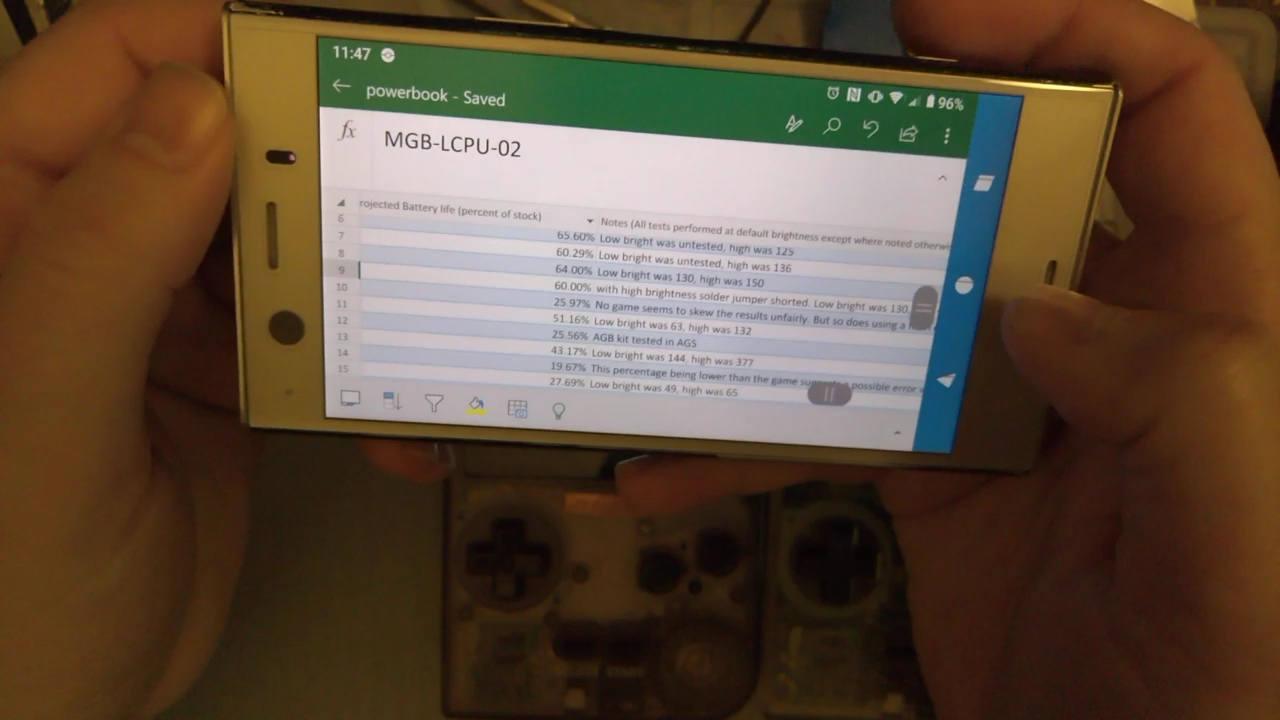 11:47
96%
powerbook - Saved
fx MGB-LCPU-02
rojected Battery life (percent of stock) Notes (All tests performed at default brightness except where noted otherwi
6
7 65.60% Low bright was untested, high was 125
8 60.29% Low bright was untested, high was 136
9 64.00% Low bright was 130, high was 150
10 60.00% with high brightness solder jumper shorted. Low bright was 130,
11 25.97% No game seems to skew the results unfairly. But so does using a
12 51.16% Low bright was 63, high was 132
13 25.56% AGB kit tested in AGS
14 43.17% Low bright was 144, high was 377
15 19.67% This percentage being lower than the game possible error
27.69% Low bright was 49, high was 65